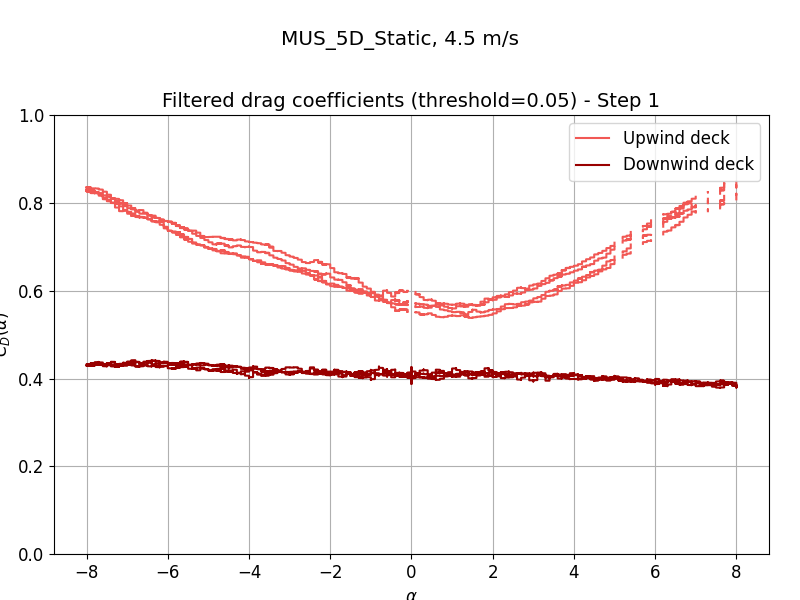 MUS_5D_Static, 4.5 m/s
Filtered drag coefficients (threshold=0.05) - Step 1
1.0
0.8
0.6
0.4
0.2
0.0
C_D(α)
Upwind deck
Downwind deck
−8 −6 −4 −2 0 2 4 6 8
α